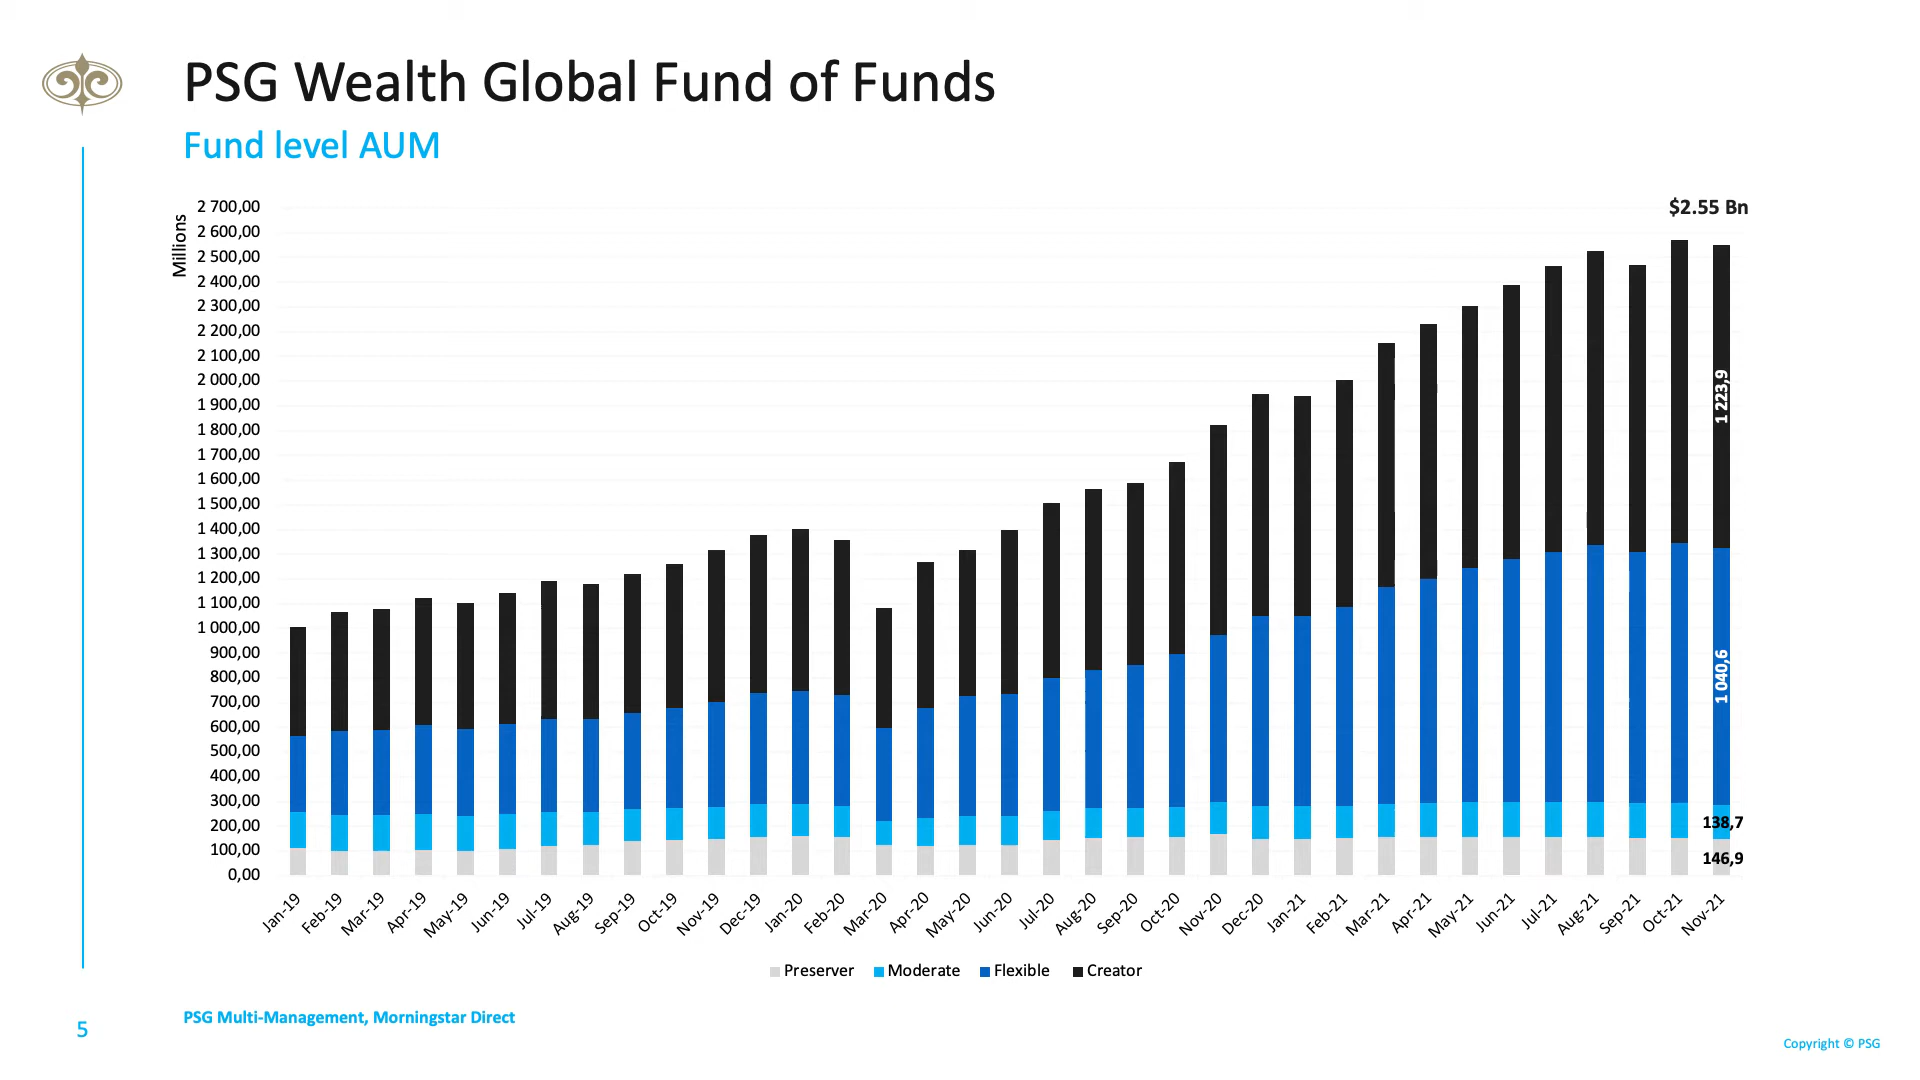 PSG Wealth Global Fund of Funds
Fund level AUM
Millions
2 700,00
2 600,00
2 500,00
2 400,00
2 300,00
2 200,00
2 100,00
2 000,00
1 900,00
1 800,00
1 700,00
1 600,00
1 500,00
1 400,00
1 300,00
1 200,00
1 100,00
1 000,00
900,00
800,00
700,00
600,00
500,00
400,00
300,00
200,00
100,00
0,00
$2.55 Bn
1 223,9
1 040,6
138,7
146,9
Jan-19
Feb-19
Mar-19
Apr-19
May-19
Jun-19
Jul-19
Aug-19
Sep-19
Oct-19
Nov-19
Dec-19
Jan-20
Feb-20
Mar-20
Apr-20
May-20
Jun-20
Jul-20
Aug-20
Sep-20
Oct-20
Nov-20
Dec-20
Jan-21
Feb-21
Mar-21
Apr-21
May-21
Jun-21
Jul-21
Aug-21
Sep-21
Oct-21
Nov-21
Preserver Moderate Flexible Creator
PSG Multi-Management, Morningstar Direct
5
Copyright © PSG